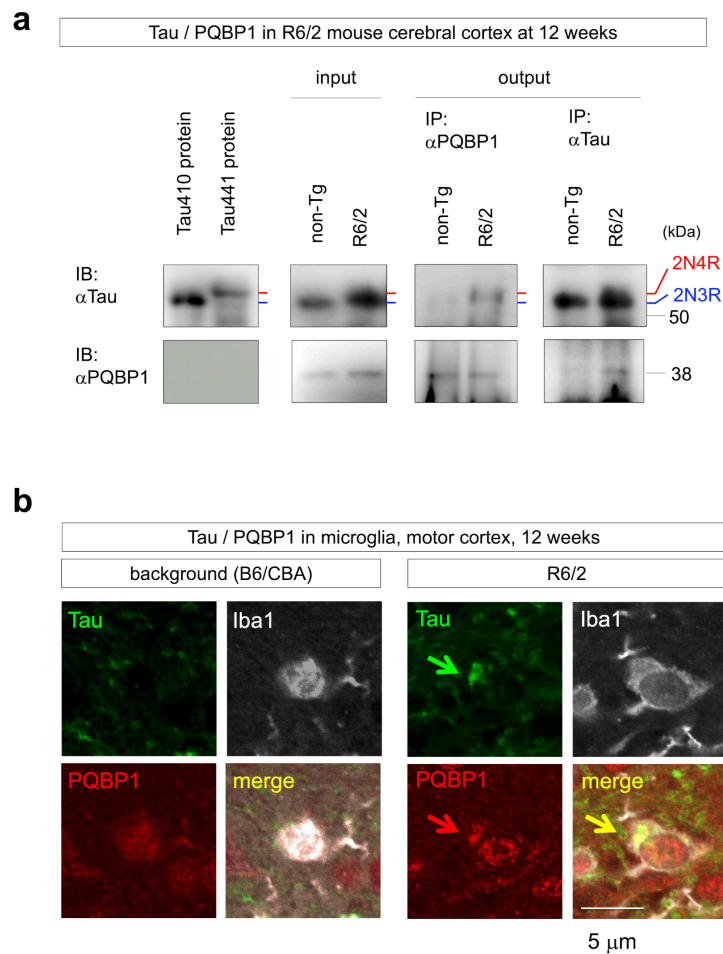 a
Tau / PQBP1 in R6/2 mouse cerebral cortex at 12 weeks
input
output
IP:
αPQBP1
IP:
αTau
Tau410 protein
Tau441 protein
non-Tg
R6/2
non-Tg
R6/2
non-Tg
R6/2
(kDa)
IB:
αTau
2N4R
2N3R
50
IB:
αPQBP1
38
b
Tau / PQBP1 in microglia, motor cortex, 12 weeks
background (B6/CBA)
R6/2
Tau
Iba1
Tau
Iba1
PQBP1
merge
PQBP1
merge
5 μm